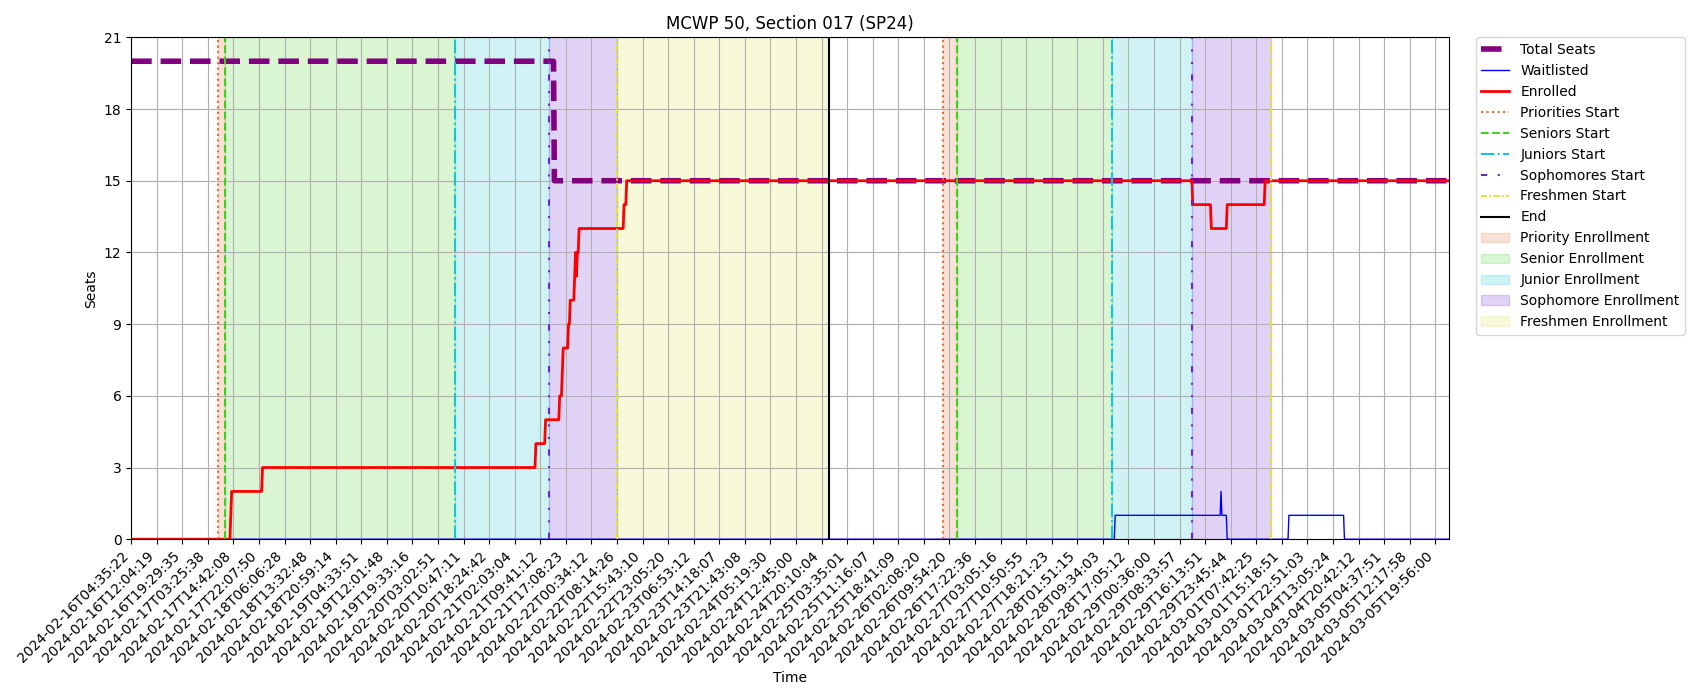 MCWP 50, Section 017 (SP24)
21
18
15
12
9
6
3
0
Seats
2024-02-16T04:35:22
2024-02-16T12:04:19
2024-02-16T19:29:35
2024-02-17T03:25:38
2024-02-17T14:42:08
2024-02-17T22:07:50
2024-02-18T06:06:28
2024-02-18T13:32:48
2024-02-18T20:59:14
2024-02-19T04:33:51
2024-02-19T12:01:48
2024-02-19T19:33:16
2024-02-20T03:02:51
2024-02-20T10:47:11
2024-02-20T18:24:42
2024-02-21T02:03:04
2024-02-21T09:41:12
2024-02-21T17:08:23
2024-02-22T00:34:12
2024-02-22T08:14:26
2024-02-22T15:43:10
2024-02-22T23:05:20
2024-02-23T06:53:12
2024-02-23T14:18:07
2024-02-23T21:43:08
2024-02-24T05:19:30
2024-02-24T12:45:00
2024-02-24T20:10:04
2024-02-25T03:35:01
2024-02-25T11:16:07
2024-02-25T18:41:09
2024-02-26T02:08:20
2024-02-26T09:54:20
2024-02-26T17:22:36
2024-02-27T03:05:16
2024-02-27T10:50:55
2024-02-27T18:21:23
2024-02-28T01:51:15
2024-02-28T09:34:03
2024-02-28T17:05:12
2024-02-29T00:36:00
2024-02-29T08:33:57
2024-02-29T16:13:51
2024-02-29T23:45:44
2024-03-01T07:42:25
2024-03-01T15:18:51
2024-03-01T22:51:03
2024-03-04T13:05:24
2024-03-04T20:42:12
2024-03-05T04:37:51
2024-03-05T12:17:58
2024-03-05T19:56:00
Time
Total Seats
Waitlisted
Enrolled
Priorities Start
Seniors Start
Juniors Start
Sophomores Start
Freshmen Start
End
Priority Enrollment
Senior Enrollment
Junior Enrollment
Sophomore Enrollment
Freshmen Enrollment